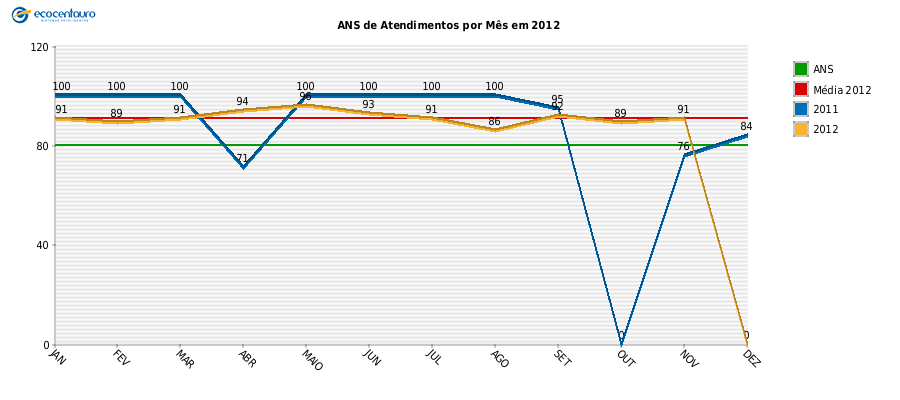 ecocentauro
ANS de Atendimentos por Mês em 2012
120
80
40
0
100 100 100 100 100 100 100
91 89 91 94 96 93 91 86 95 92 89 91
71 76 84
0 0
JAN FEV MAR ABR MAIO JUN JUL AGO SET OUT NOV DEZ
ANS
Média 2012
2011
2012